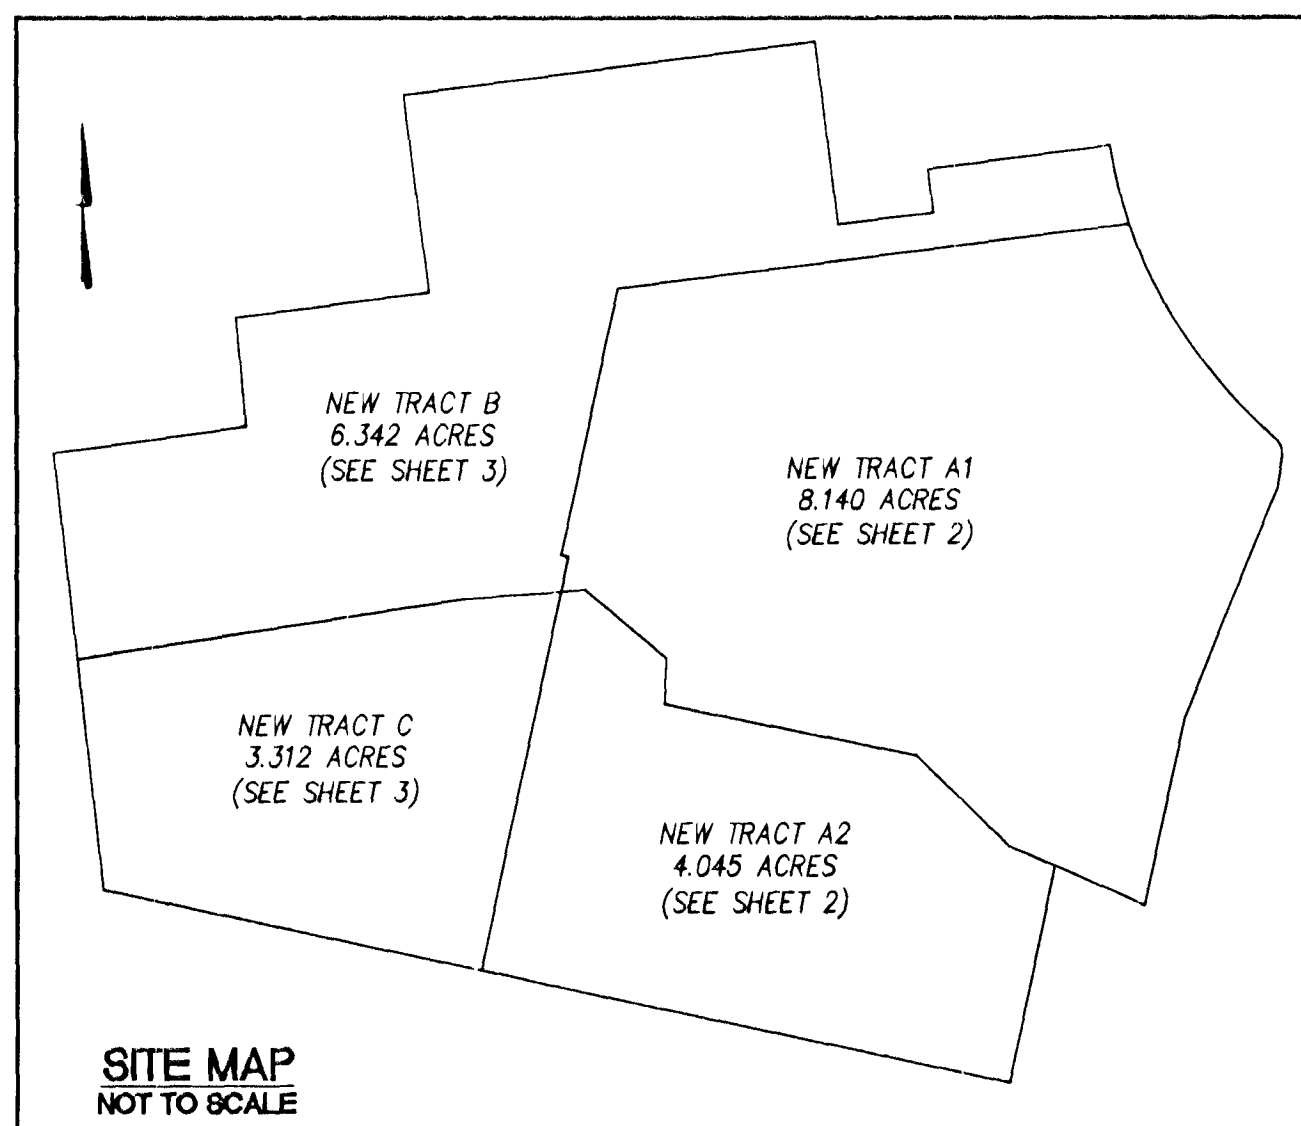 NEW TRACT B
6.342 ACRES
(SEE SHEET 3)
NEW TRACT A1
8.140 ACRES
(SEE SHEET 2)
NEW TRACT C
3.312 ACRES
(SEE SHEET 3)
NEW TRACT A2
4.045 ACRES
(SEE SHEET 2)
SITE MAP
NOT TO SCALE